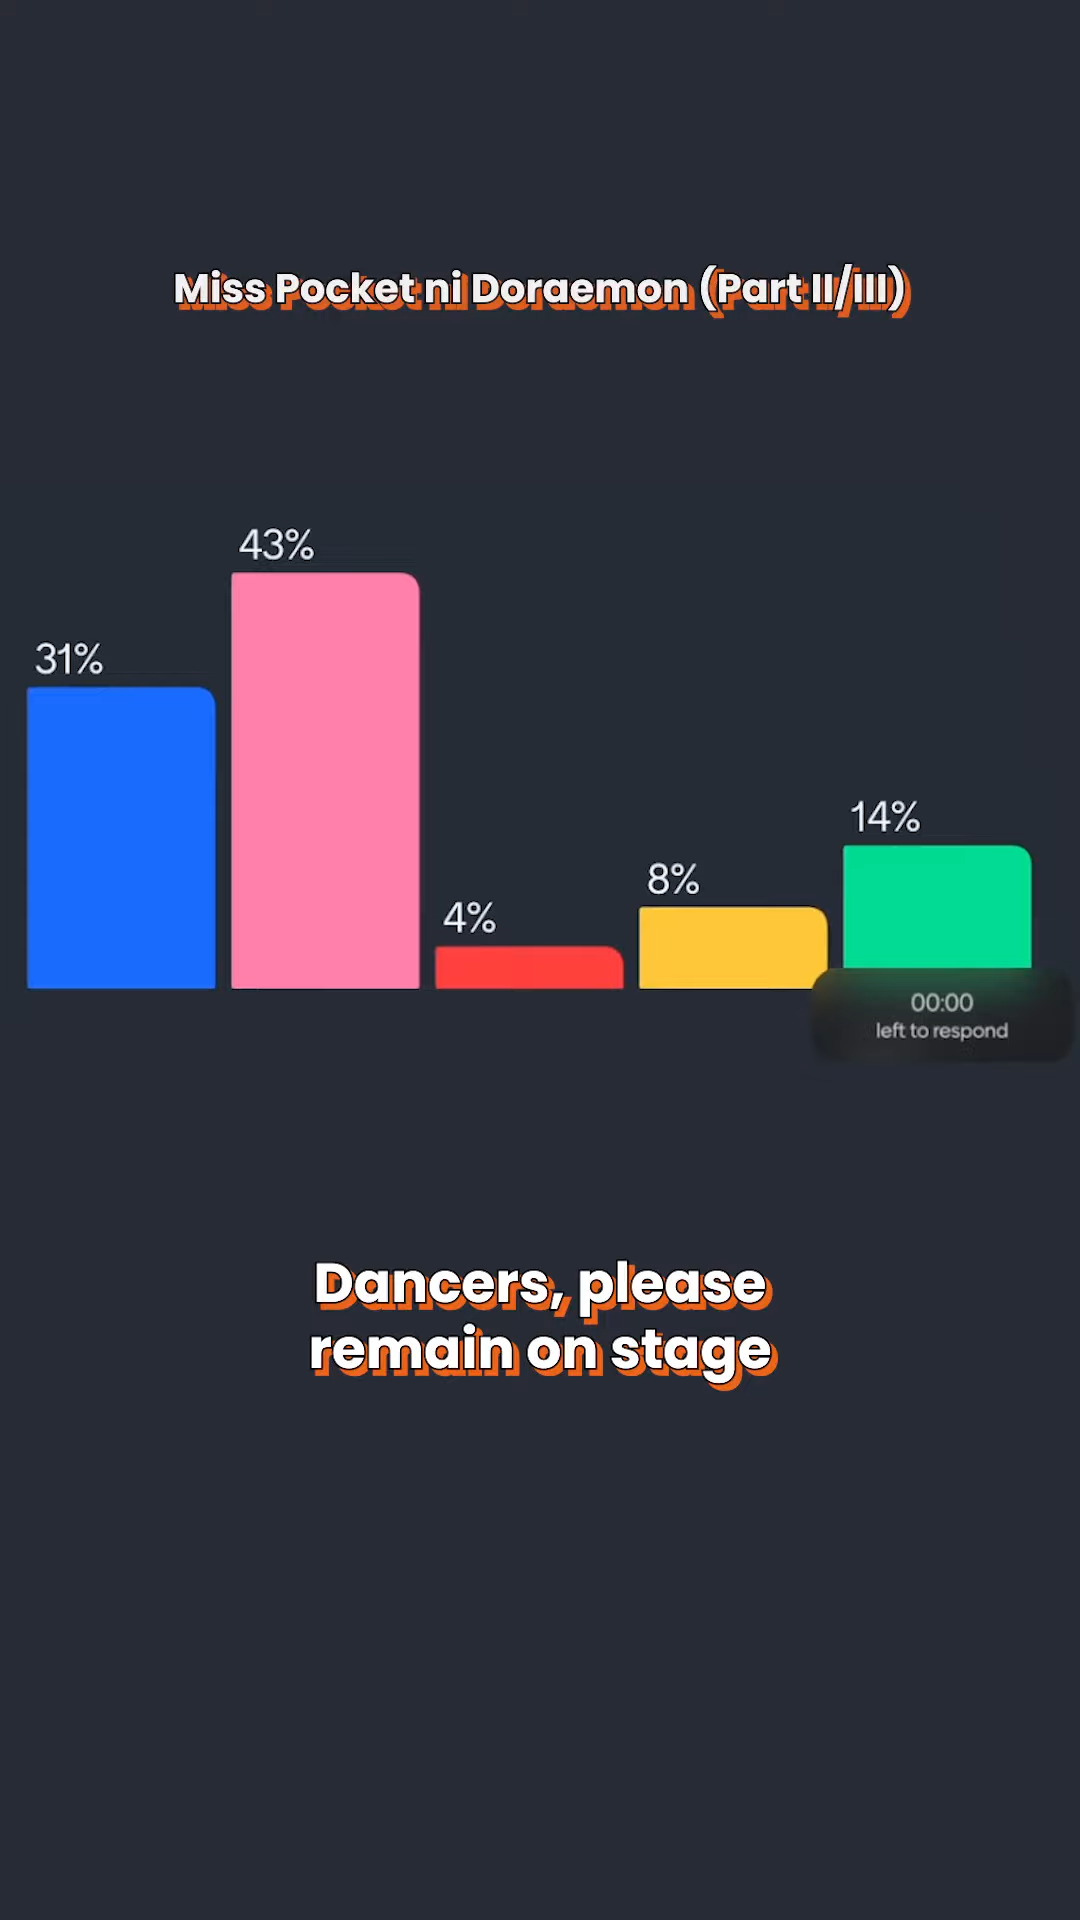 Miss Pocket ni Doraemon (Part II/III)
43%
31%
14%
8%
4%
00:00
left to respond
Dancers, please
remain on stage